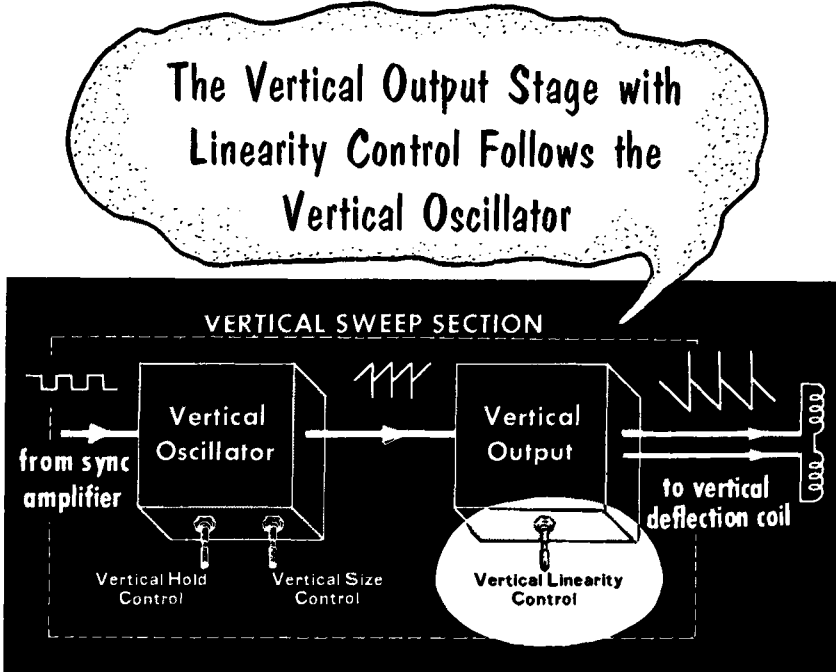 The Vertical Output Stage with
Linearity Control Follows the
Vertical Oscillator
VERTICAL SWEEP SECTION
Vertical
Oscillator
Vertical
Output
from sync
amplifier
to vertical
deflection coil
Vertical Hold
Control
Vertical Size
Control
Vertical Linearity
Control